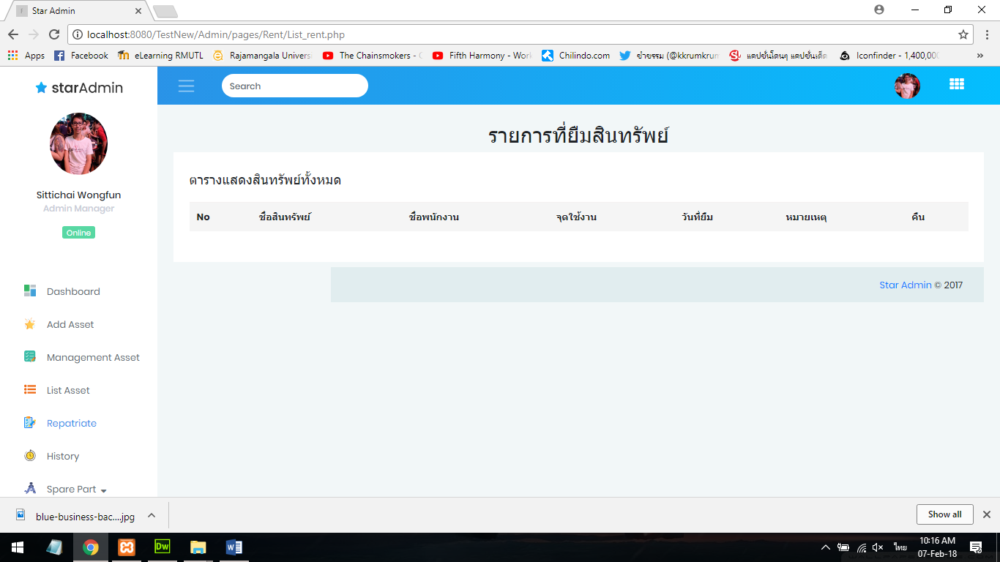 Star Admin
localhost:8080/TestNew/Admin/pages/Rent/List_rent.php
Apps Facebook eLearning RMUTL Rajamangala Universi The Chainsmokers - C Fifth Harmony - Work Chilindo.com ขำขรรม (@kkrumkrum แคปชั่นโดนๆ แคปชั่นเด็ด Iconfinder - 1,400,000 »
starAdmin
Search
Sittichai Wongfun
Admin Manager
Online
Dashboard
Add Asset
Management Asset
List Asset
Repatriate
History
Spare Part
รายการที่ยืมสินทรัพย์
ตารางแสดงสินทรัพย์ทั้งหมด
No ชื่อสินทรัพย์ ชื่อพนักงาน จุดใช้งาน วันที่ยืม หมายเหตุ คืน
Star Admin © 2017
blue-business-bac....jpg
Show all
Dw
ไทย
10:16 AM
07-Feb-18